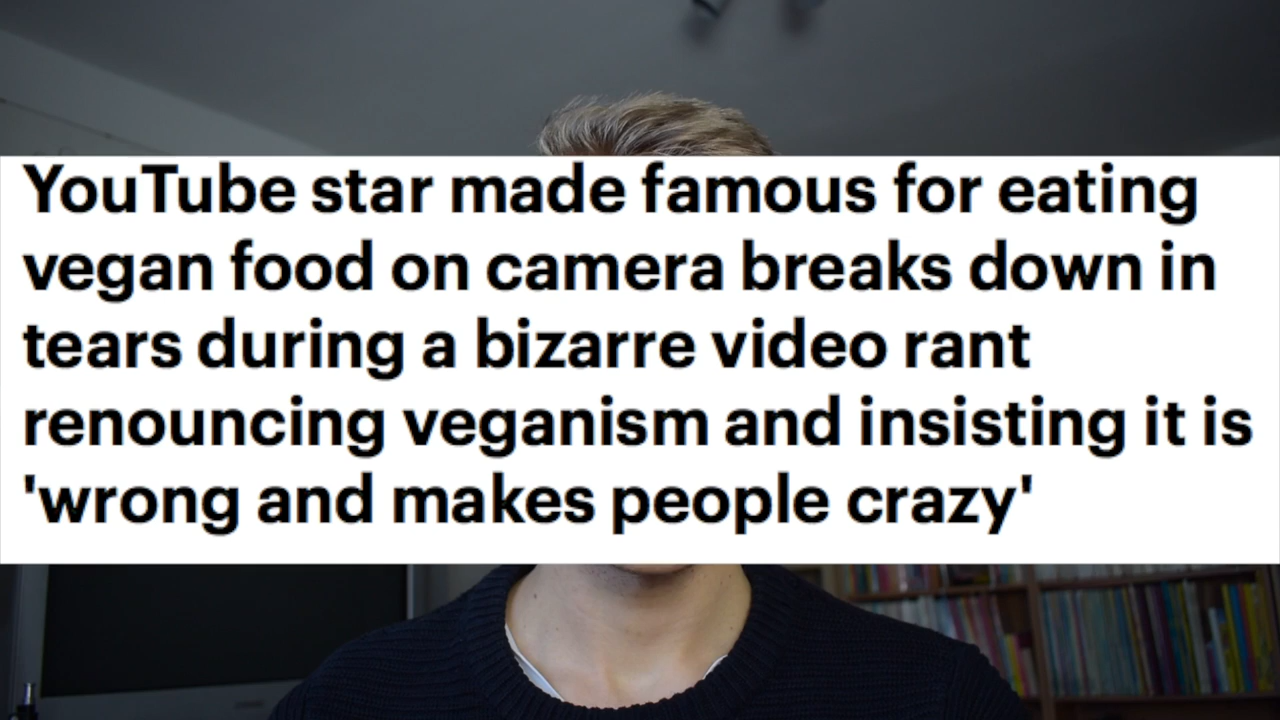 YouTube star made famous for eating
vegan food on camera breaks down in
tears during a bizarre video rant
renouncing veganism and insisting it is
'wrong and makes people crazy'